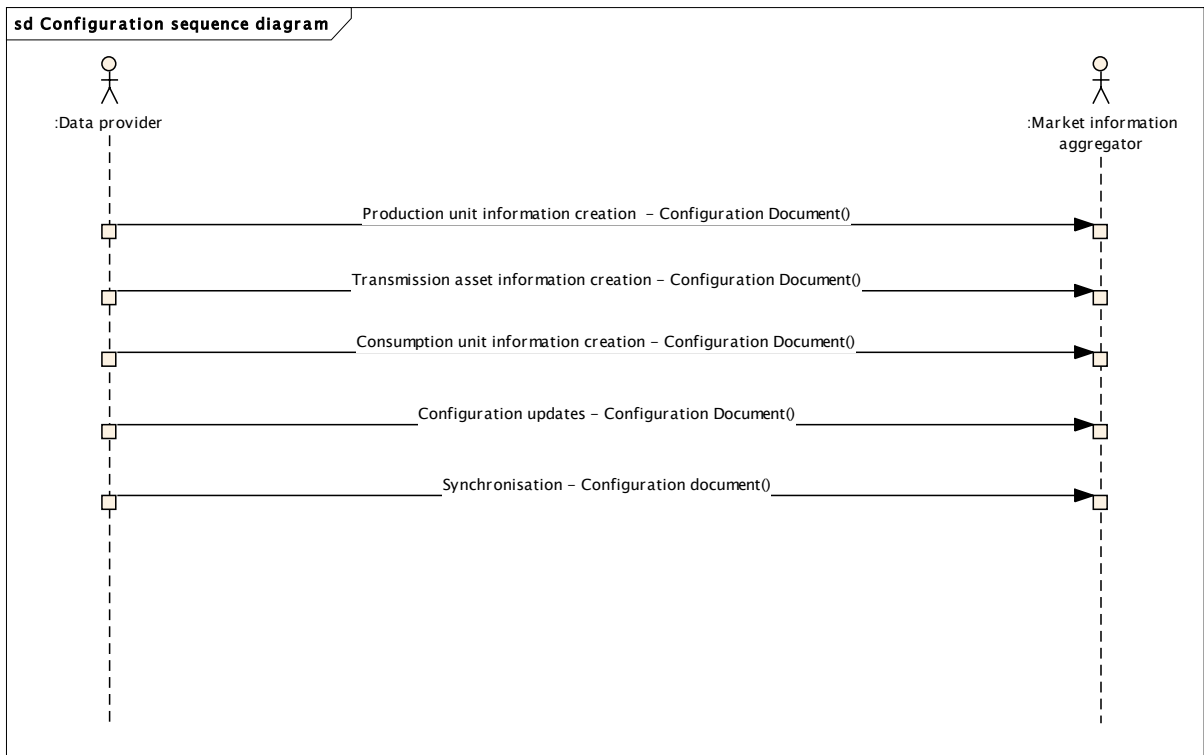 sd Configuration sequence diagram
:Data provider
:Market information
aggregator
Production unit information creation – Configuration Document()
Transmission asset information creation – Configuration Document()
Consumption unit information creation – Configuration Document()
Configuration updates – Configuration Document()
Synchronisation – Configuration document()